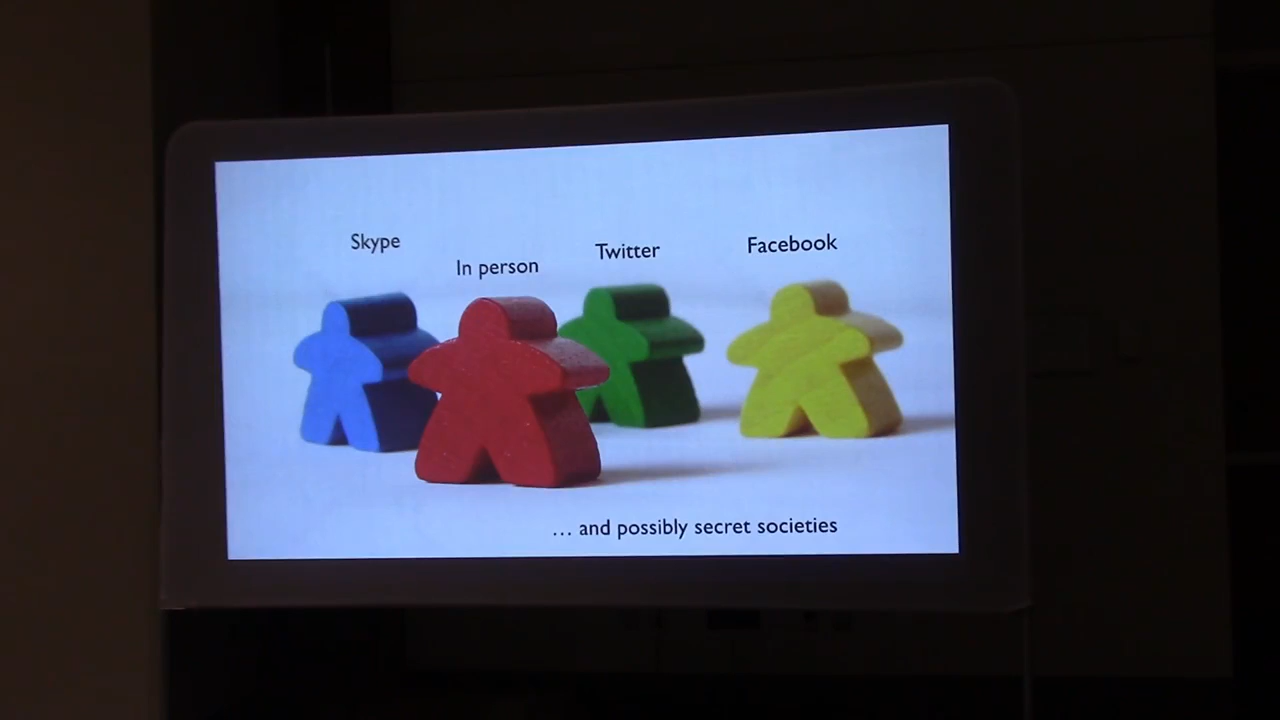 Skype
In person
Twitter
Facebook
... and possibly secret societies